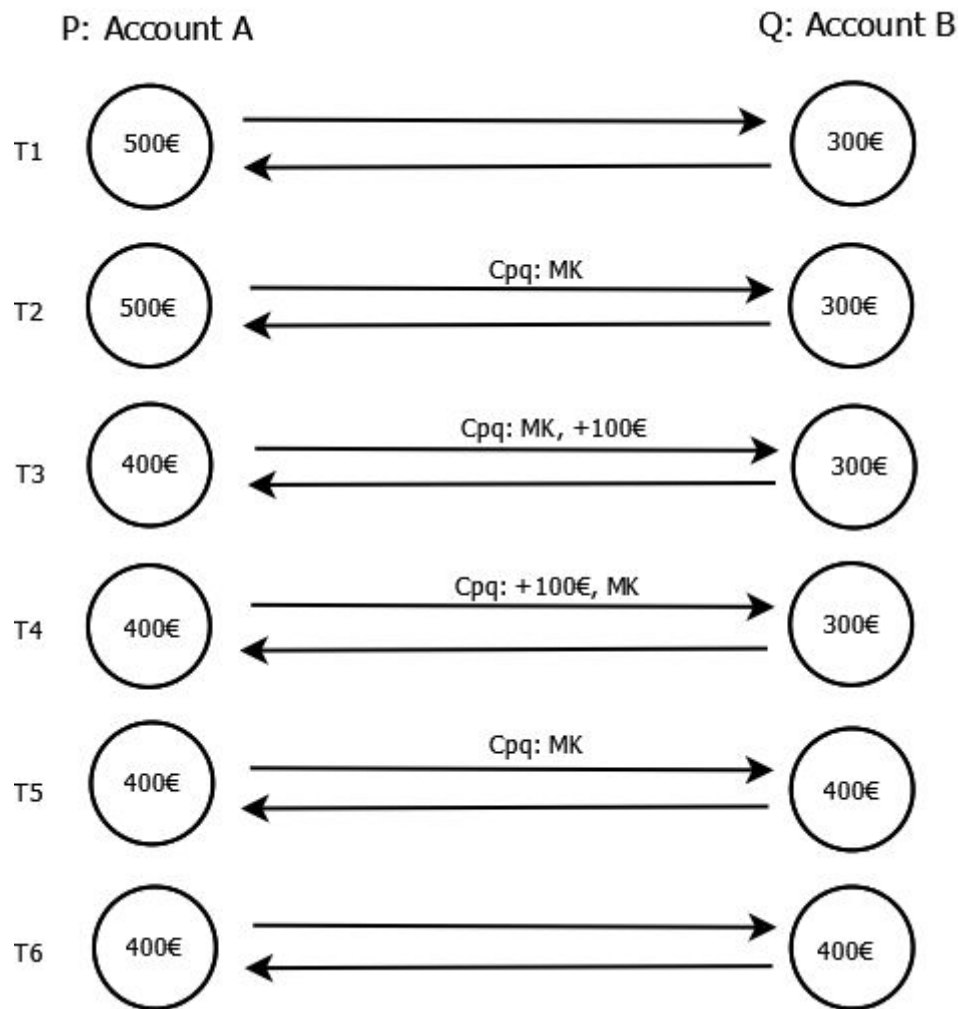 P: Account A
Q: Account B
T1
500€
300€
T2
500€
Cpq: MK
300€
T3
400€
Cpq: MK, +100€
300€
T4
400€
Cpq: +100€, MK
300€
T5
400€
Cpq: MK
400€
T6
400€
400€